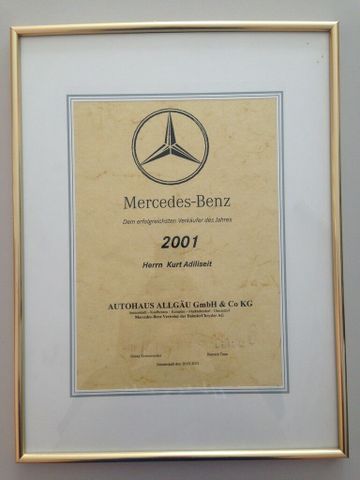 Mercedes-Benz
Dem erfolgreichsten Verkäufer des Jahres
2001
Herrn Kurt Adiliseit
AUTOHAUS ALLGÄU GmbH & Co KG
Mercedes-Benz Vertreter der DaimlerChrysler AG